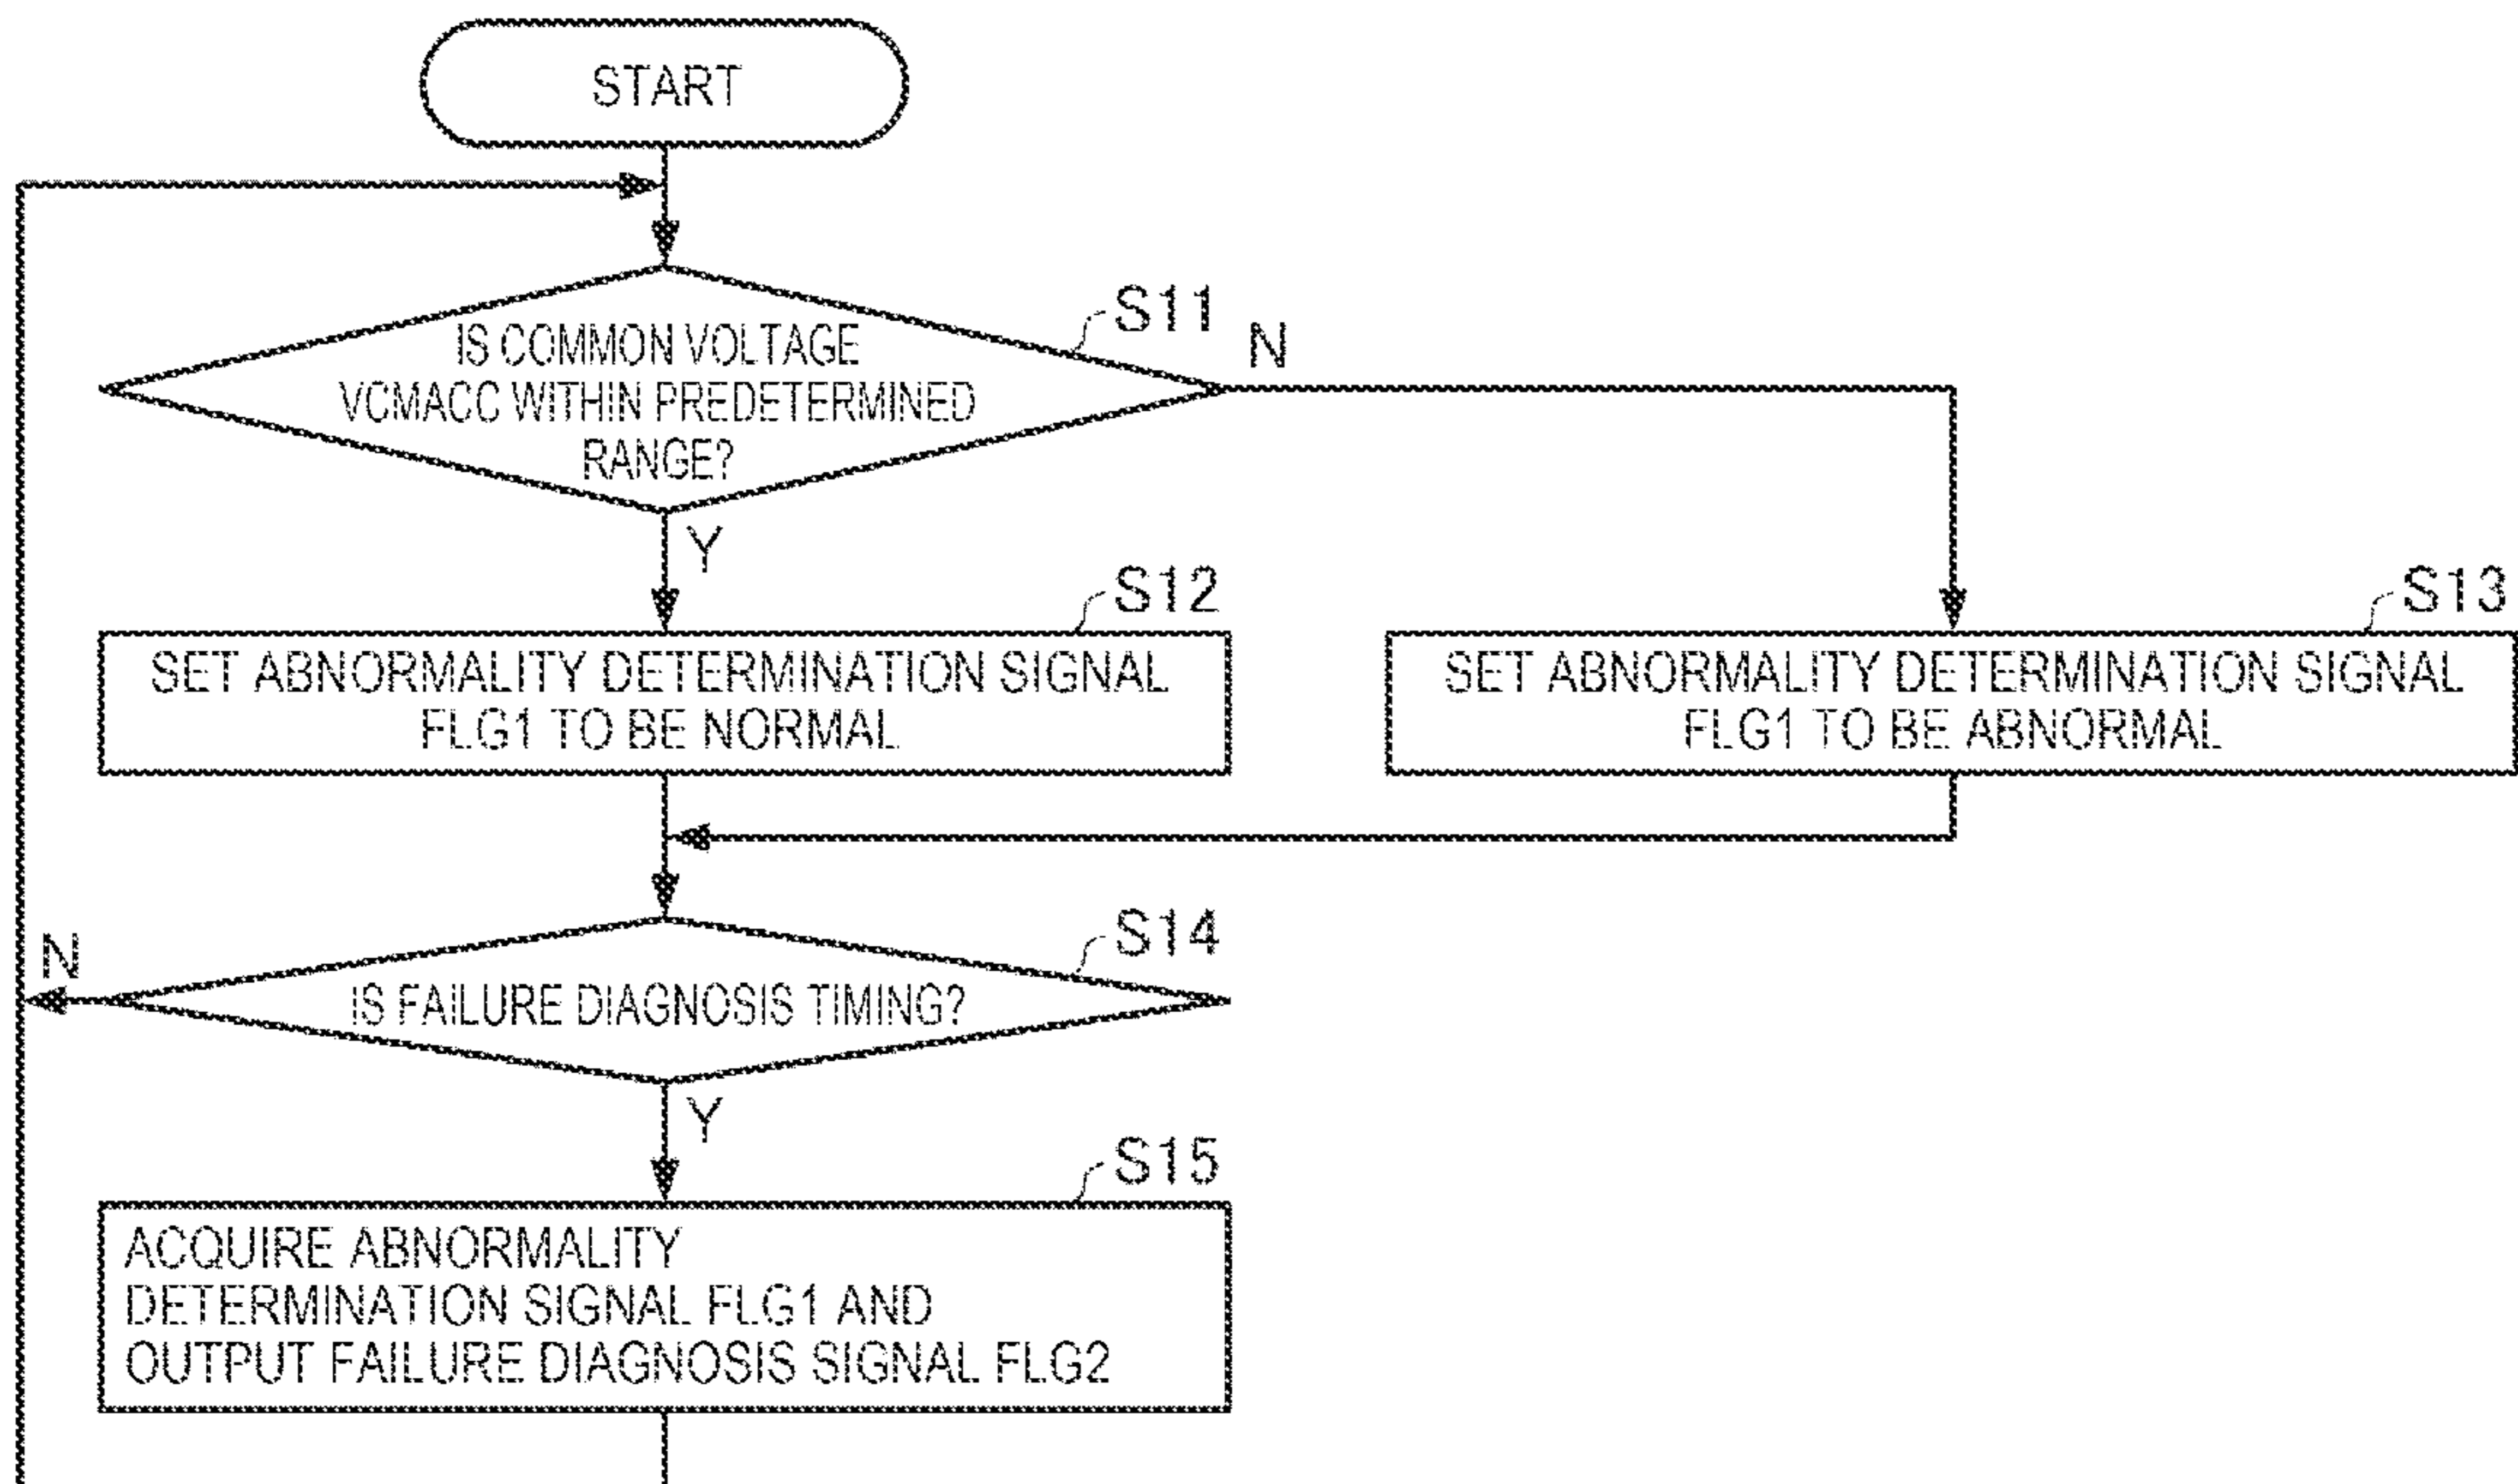 START
S11
N
IS COMMON VOLTAGE
VCMACC WITHIN PREDETERMINED
RANGE?
Y
S12
S13
SET ABNORMALITY DETERMINATION SIGNAL
FLG1 TO BE NORMAL
SET ABNORMALITY DETERMINATION SIGNAL
FLG1 TO BE ABNORMAL
S14
N
IS FAILURE DIAGNOSIS TIMING?
Y
S15
ACQUIRE ABNORMALITY
DETERMINATION SIGNAL FLG1 AND
OUTPUT FAILURE DIAGNOSIS SIGNAL FLG2